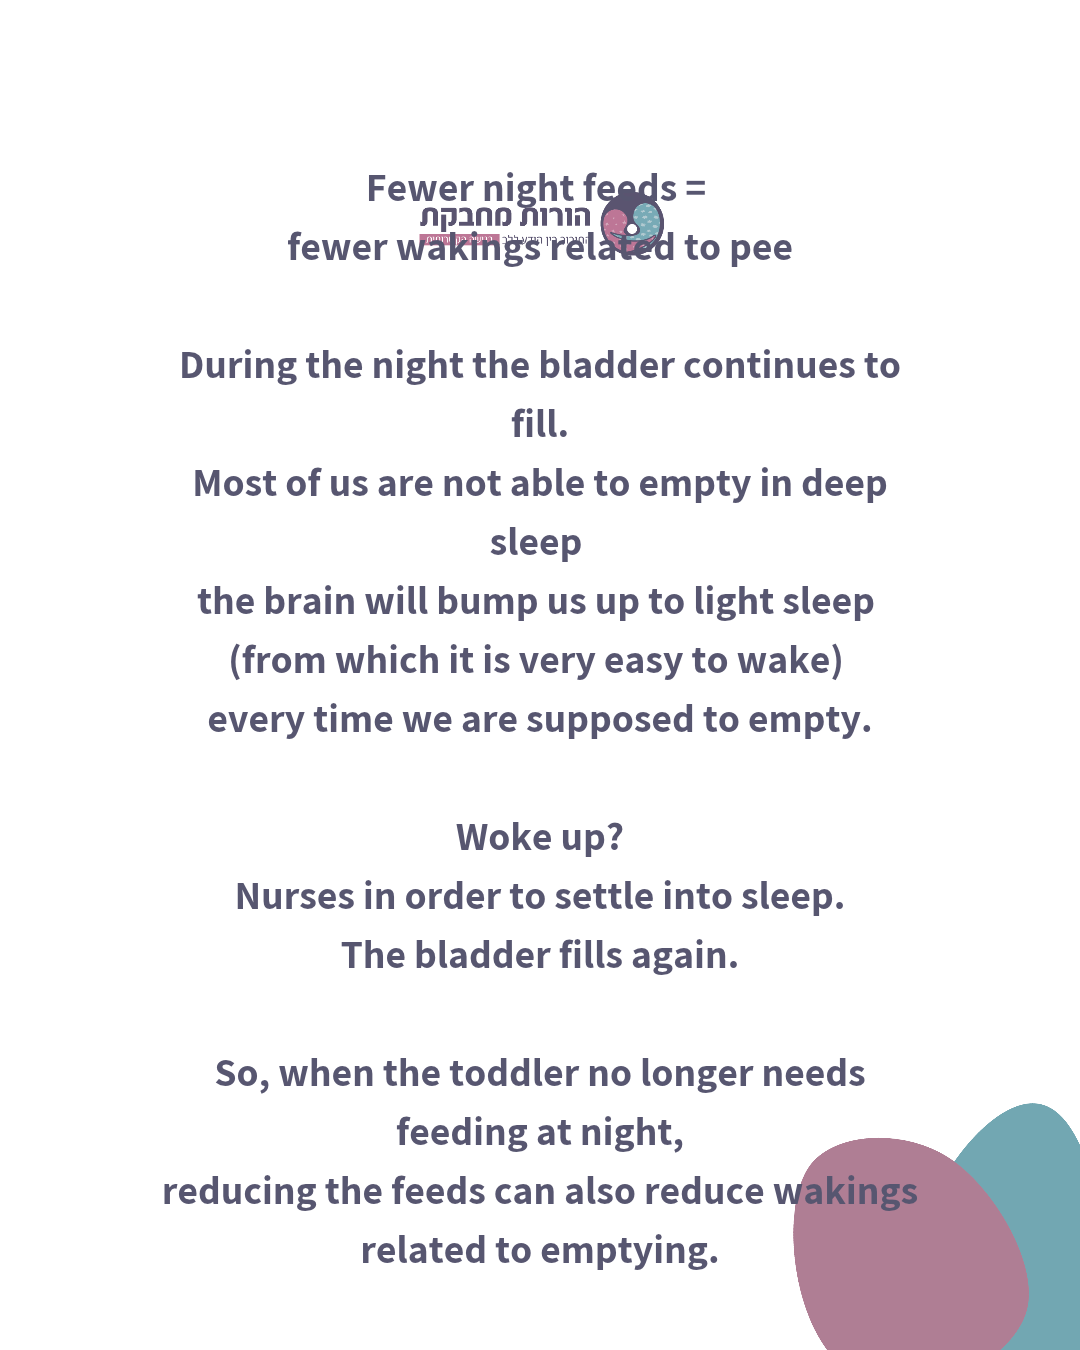 Fewer night feeds =
הורות מחבקת
fewer wakings related to pee
During the night the bladder continues to
fill.
Most of us are not able to empty in deep
sleep
the brain will bump us up to light sleep
(from which it is very easy to wake)
every time we are supposed to empty.
Woke up?
Nurses in order to settle into sleep.
The bladder fills again.
So, when the toddler no longer needs
feeding at night,
reducing the feeds can also reduce wakings
related to emptying.